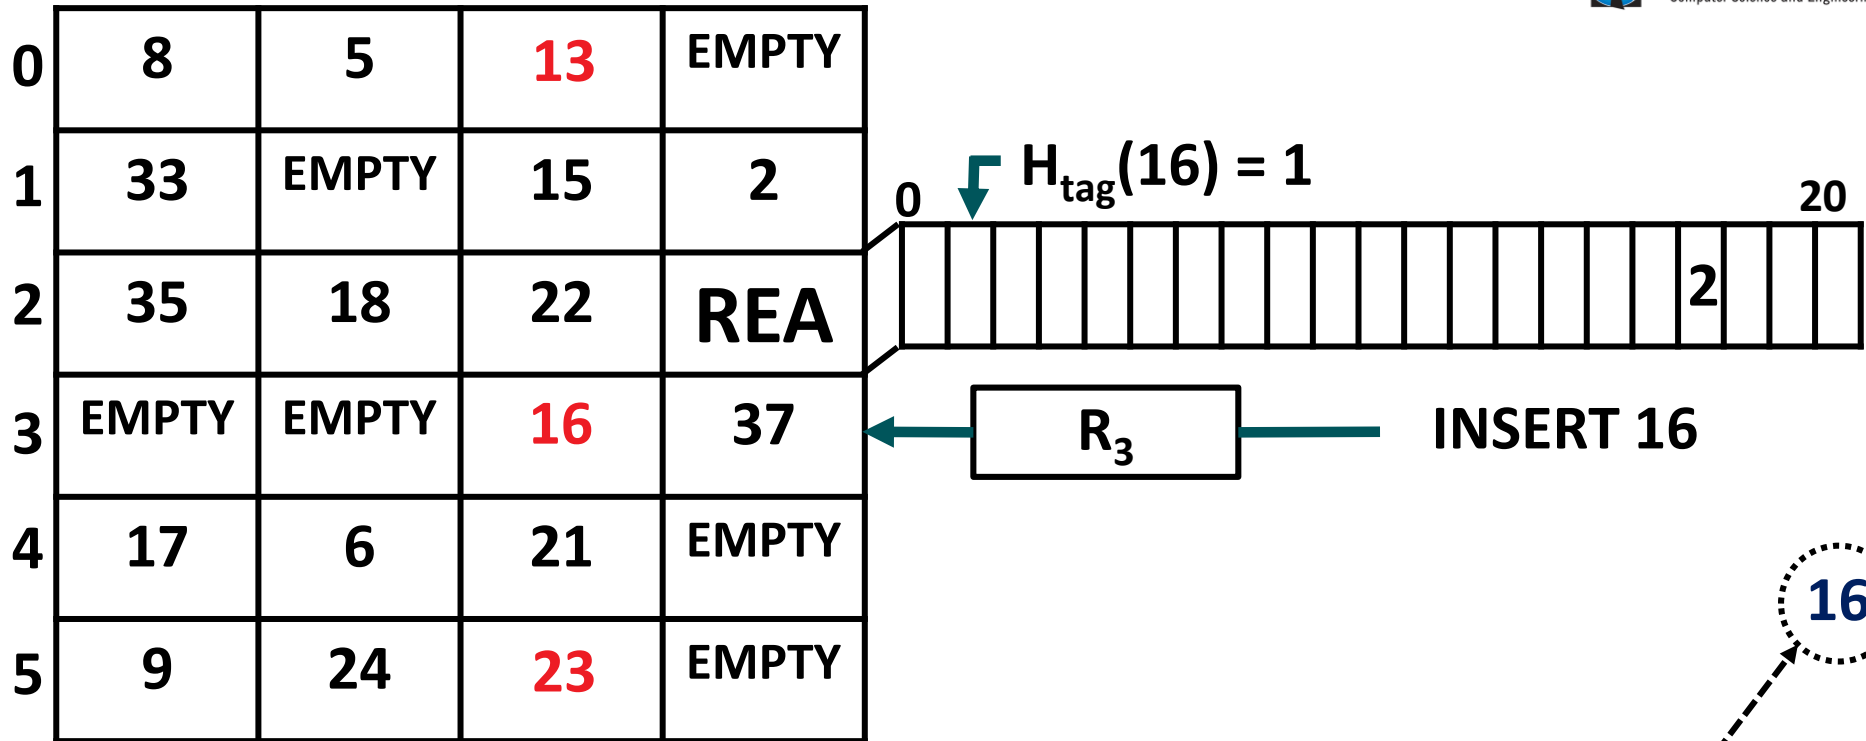 0 8 5 13 EMPTY
1 33 EMPTY 15 2
H_tag(16) = 1
0 20
2 35 18 22 REA
2
3 EMPTY EMPTY 16 37
R_3
INSERT 16
4 17 6 21 EMPTY
16
5 9 24 23 EMPTY